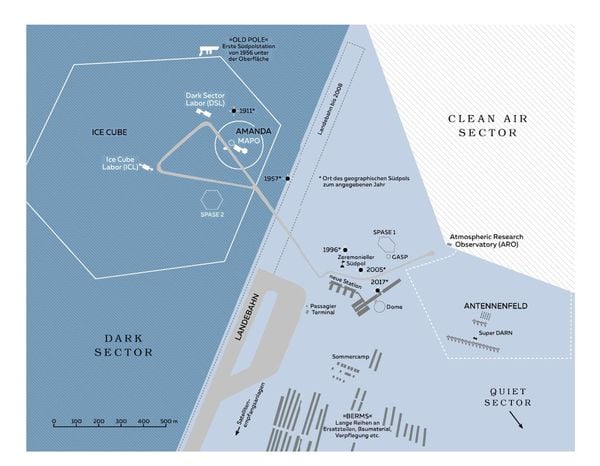 »OLD POLE«
Erste Südpolstation
von 1956 unter
der Oberfläche
Dark Sector
Labor (DSL)
1911*
ICE CUBE
AMANDA
MAPO
Ice Cube
Labor (ICL)
1957*
SPASE 2
Landebahn bis 2008
CLEAN AIR
SECTOR
* Ort des geographischen Südpols
zum angegebenen Jahr
SPASE 1
1996*
Zeremonieller
Südpol
GASP
Atmospheric Research
Observatory (ARO)
2005*
neue Station
2017*
Dome
Passagier
Terminal
ANTENNENFELD
Super DARN
LANDEBAHN
DARK
SECTOR
Sommercamp
QUIET
SECTOR
Satelliten-
empfangsanlagen
»BERMS«
Lange Reihen an
Ersatzteilen, Baumaterial,
Verpflegung etc.
0 100 200 300 400 500 m